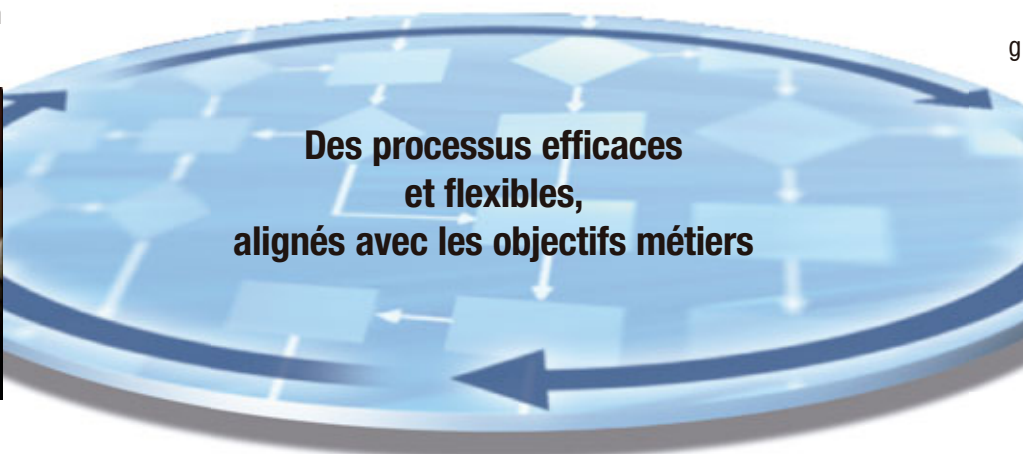 g
Des processus efficaces
et flexibles,
alignés avec les objectifs métiers